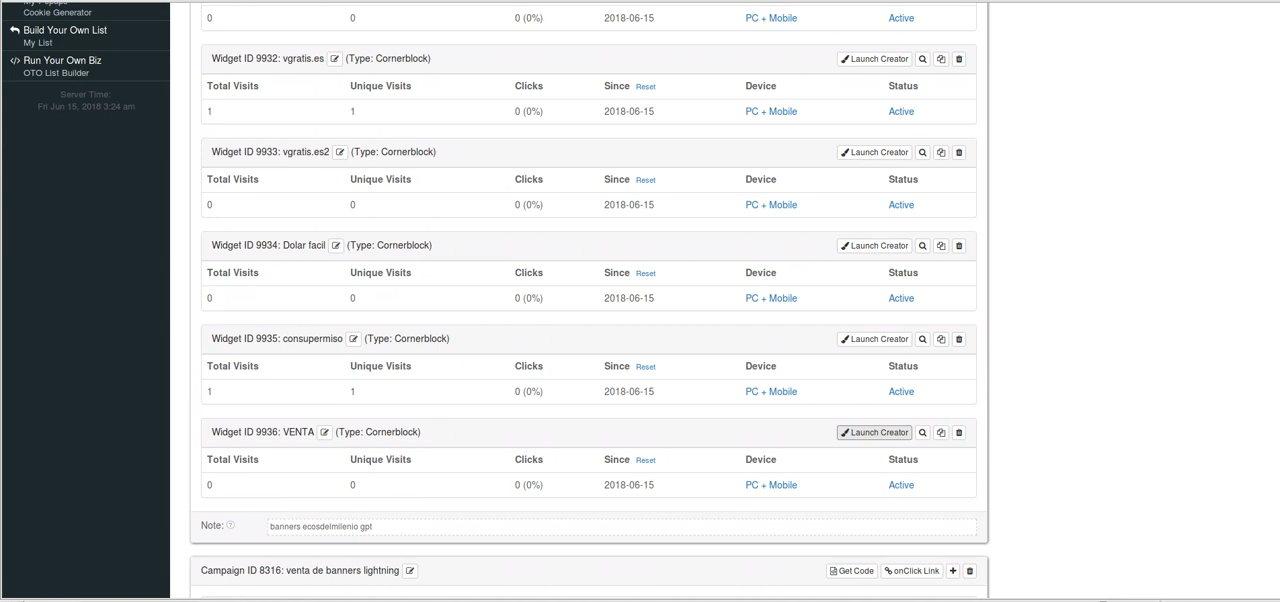 My Popups
Cookie Generator
Build Your Own List
My List
Run Your Own Biz
OTO List Builder
Server Time:
Fri Jun 15, 2018 3:24 am
0 0 0 (0%) 2018-06-15 PC + Mobile Active
Widget ID 9932: vgratis.es (Type: Cornerblock) Launch Creator
Total Visits Unique Visits Clicks Since Reset Device Status
1 1 0 (0%) 2018-06-15 PC + Mobile Active
Widget ID 9933: vgratis.es2 (Type: Cornerblock) Launch Creator
Total Visits Unique Visits Clicks Since Reset Device Status
0 0 0 (0%) 2018-06-15 PC + Mobile Active
Widget ID 9934: Dolar facil (Type: Cornerblock) Launch Creator
Total Visits Unique Visits Clicks Since Reset Device Status
0 0 0 (0%) 2018-06-15 PC + Mobile Active
Widget ID 9935: consupermiso (Type: Cornerblock) Launch Creator
Total Visits Unique Visits Clicks Since Reset Device Status
1 1 0 (0%) 2018-06-15 PC + Mobile Active
Widget ID 9936: VENTA (Type: Cornerblock) Launch Creator
Total Visits Unique Visits Clicks Since Reset Device Status
0 0 0 (0%) 2018-06-15 PC + Mobile Active
Note: banners ecosdelmilenio gpt
Campaign ID 8316: venta de banners lightning Get Code onClick Link